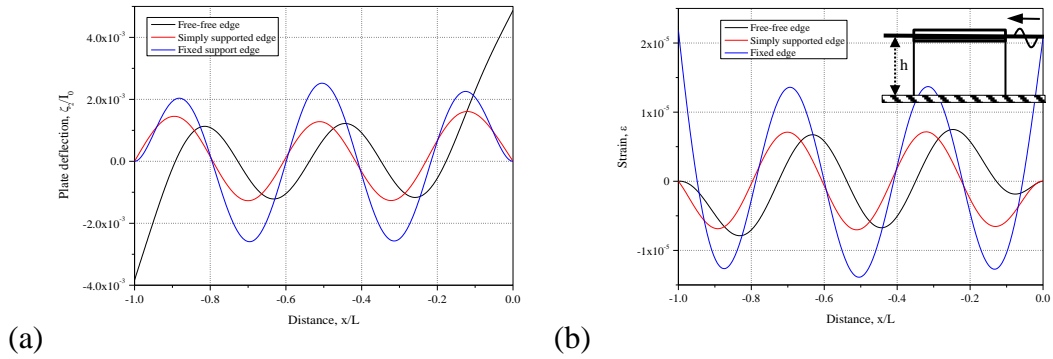 Free-free edge
Simply supported edge
Fixed support edge
4.0x10⁻³
2.0x10⁻³
0.0
-2.0x10⁻³
-4.0x10⁻³
Plate deflection, ζ₂/I₀
-1.0 -0.8 -0.6 -0.4 -0.2 0.0
Distance, x/L
(a)
Free-free edge
Simply supported edge
Fixed edge
h
2x10⁻⁵
1x10⁻⁵
0
-1x10⁻⁵
Strain, ε
-1.0 -0.8 -0.6 -0.4 -0.2 0.0
Distance, x/L
(b)